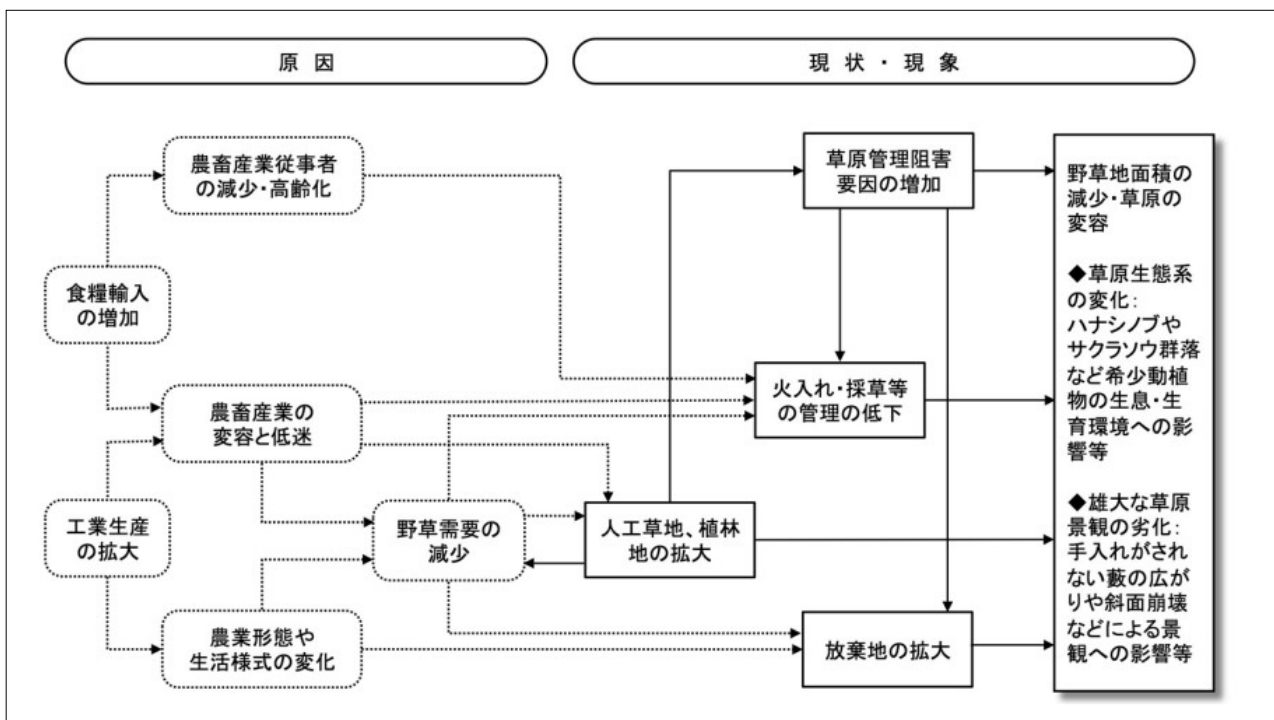 原 因
現 状 ・ 現 象
農畜産業従事者
の減少・高齢化
食糧輸入
の増加
農畜産業の
変容と低迷
工業生産
の拡大
農業形態や
生活様式の変化
野草需要の
減少
人工草地、植林
地の拡大
草原管理阻害
要因の増加
火入れ・採草等
の管理の低下
放棄地の拡大
野草地面積の
減少・草原の
変容
◆草原生態系
の変化：
ハナシノブや
サクラソウ群落
など希少動植
物の生息・生
育環境への影
響等
◆雄大な草原
景観の劣化：
手入れがされ
ない藪の広が
りや斜面崩壊
などによる景
観への影響等